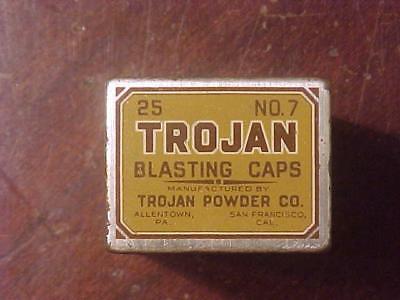 25 NO. 7
TROJAN
BLASTING CAPS
MANUFACTURED BY
TROJAN POWDER CO.
ALLENTOWN, SAN FRANCISCO,
PA. CAL.